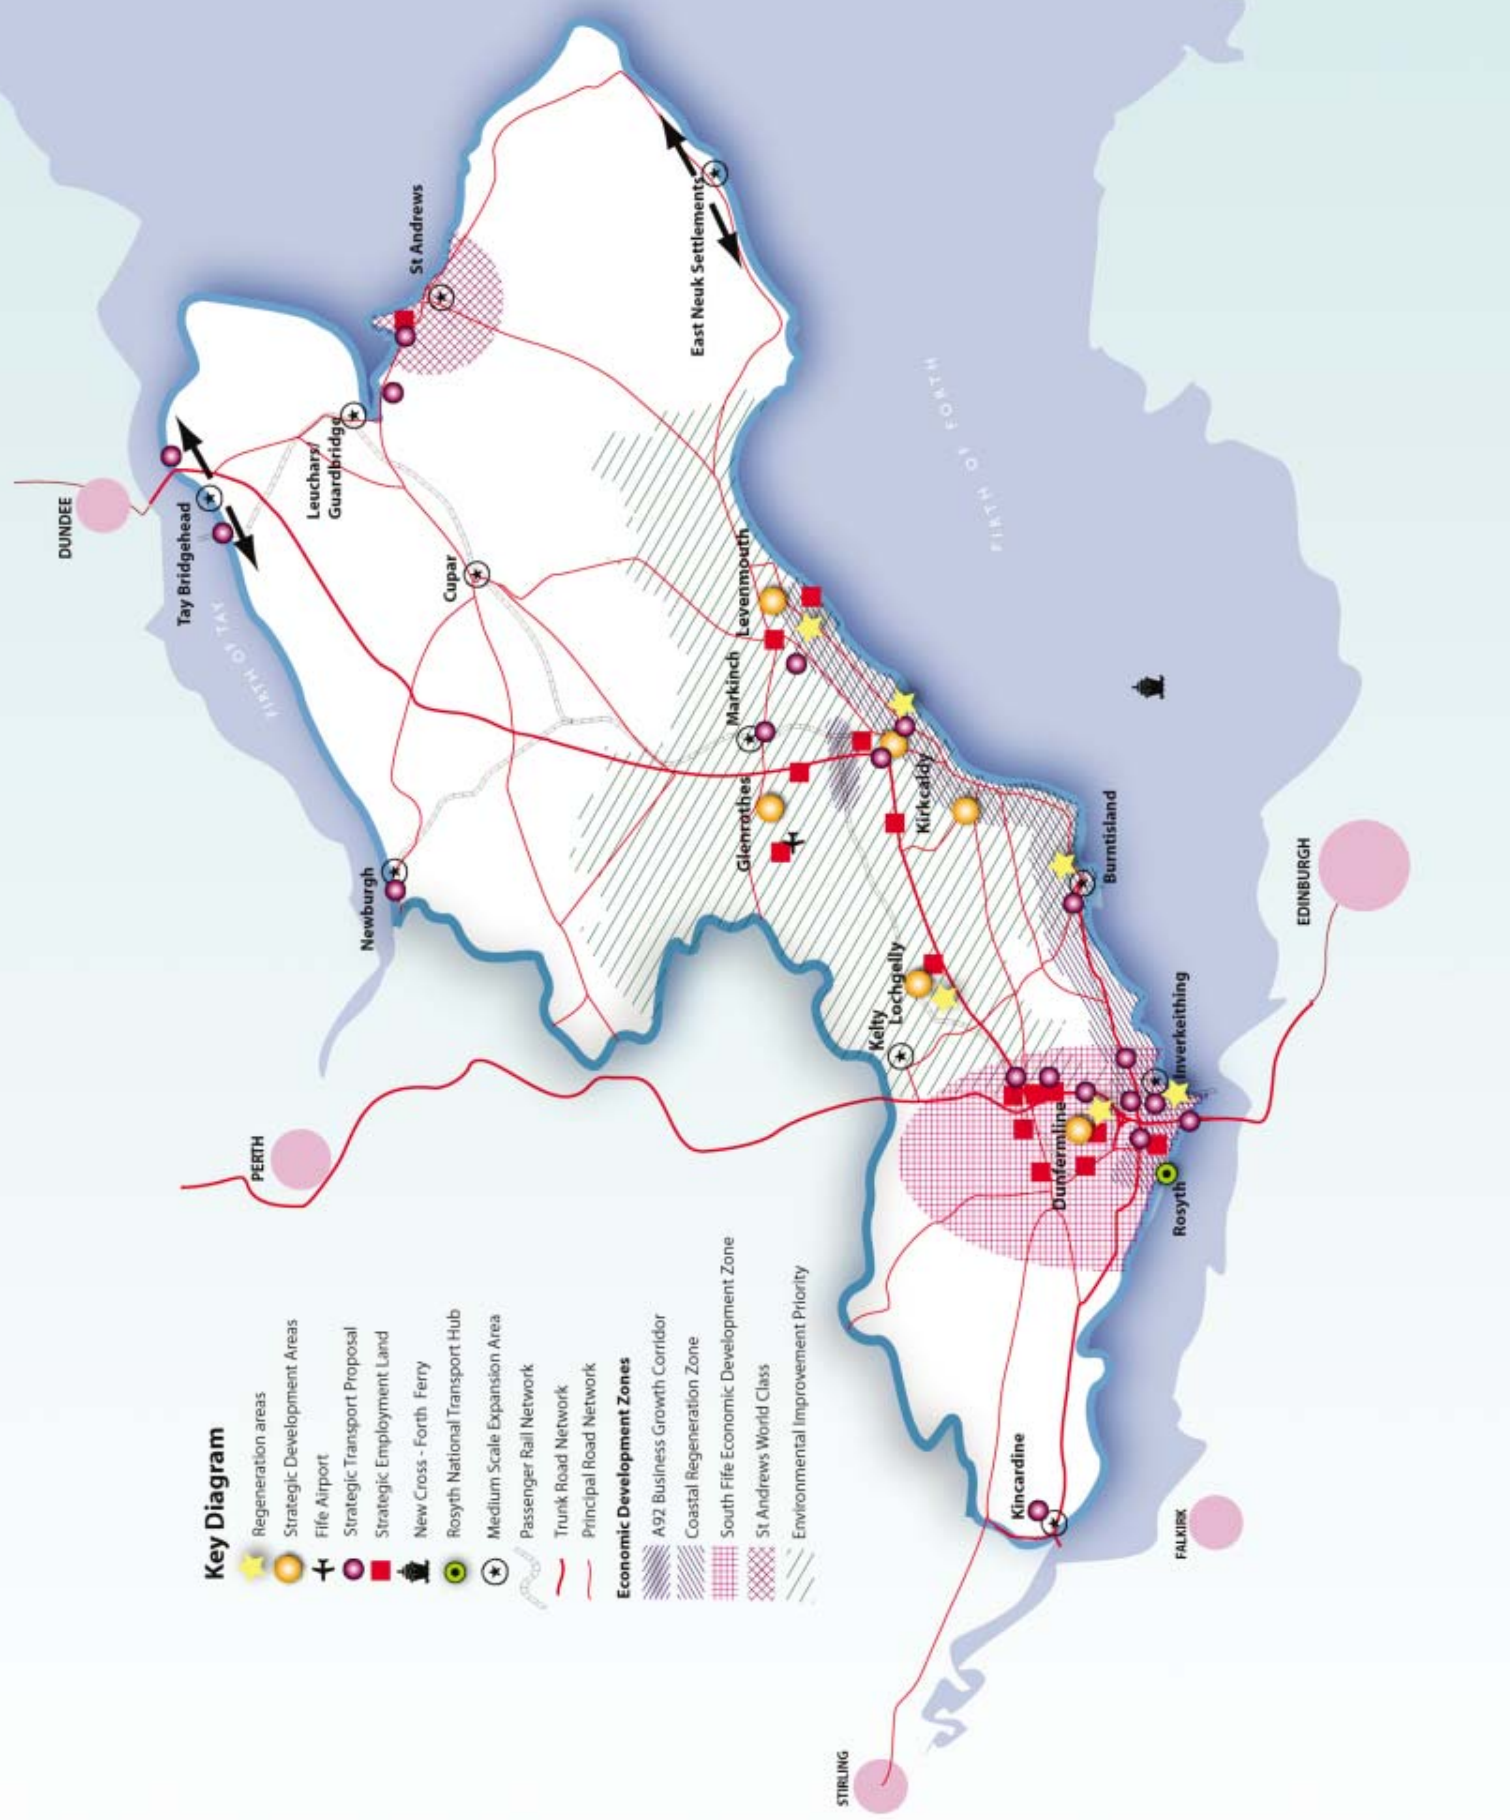 Key Diagram
Regeneration areas
Strategic Development Areas
Fife Airport
Strategic Transport Proposal
Strategic Employment Land
New Cross - Forth Ferry
Rosyth National Transport Hub
Medium Scale Expansion Area
Passenger Rail Network
Trunk Road Network
Principal Road Network
Economic Development Zones
A92 Business Growth Corridor
Coastal Regeneration Zone
South Fife Economic Development Zone
St Andrews World Class
Environmental Improvement Priority
STIRLING
FALKIRK
Kincardine
PERTH
Rosyth
Dunfermline
Inverkeithing
Kelty
Lochgelly
Newburgh
EDINBURGH
Burntisland
Glenrothes
Kirkcaldy
Markinch
Levenmouth
Cupar
FIRTH OF TAY
Tay Bridgehead
DUNDEE
Leuchars/
Guardbridge
FIRTH OF FORTH
East Neuk Settlements
St Andrews